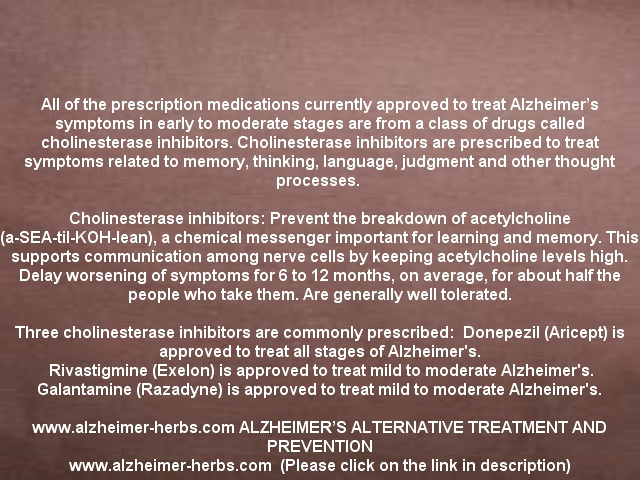 All of the prescription medications currently approved to treat Alzheimer’s
symptoms in early to moderate stages are from a class of drugs called
cholinesterase inhibitors. Cholinesterase inhibitors are prescribed to treat
symptoms related to memory, thinking, language, judgment and other thought
processes.
Cholinesterase inhibitors: Prevent the breakdown of acetylcholine
(a-SEA-til-KOH-lean), a chemical messenger important for learning and memory. This
supports communication among nerve cells by keeping acetylcholine levels high.
Delay worsening of symptoms for 6 to 12 months, on average, for about half the
people who take them. Are generally well tolerated.
Three cholinesterase inhibitors are commonly prescribed:  Donepezil (Aricept) is
approved to treat all stages of Alzheimer's.
Rivastigmine (Exelon) is approved to treat mild to moderate Alzheimer's.
Galantamine (Razadyne) is approved to treat mild to moderate Alzheimer's.
www.alzheimer-herbs.com ALZHEIMER’S ALTERNATIVE TREATMENT AND
PREVENTION
www.alzheimer-herbs.com  (Please click on the link in description)